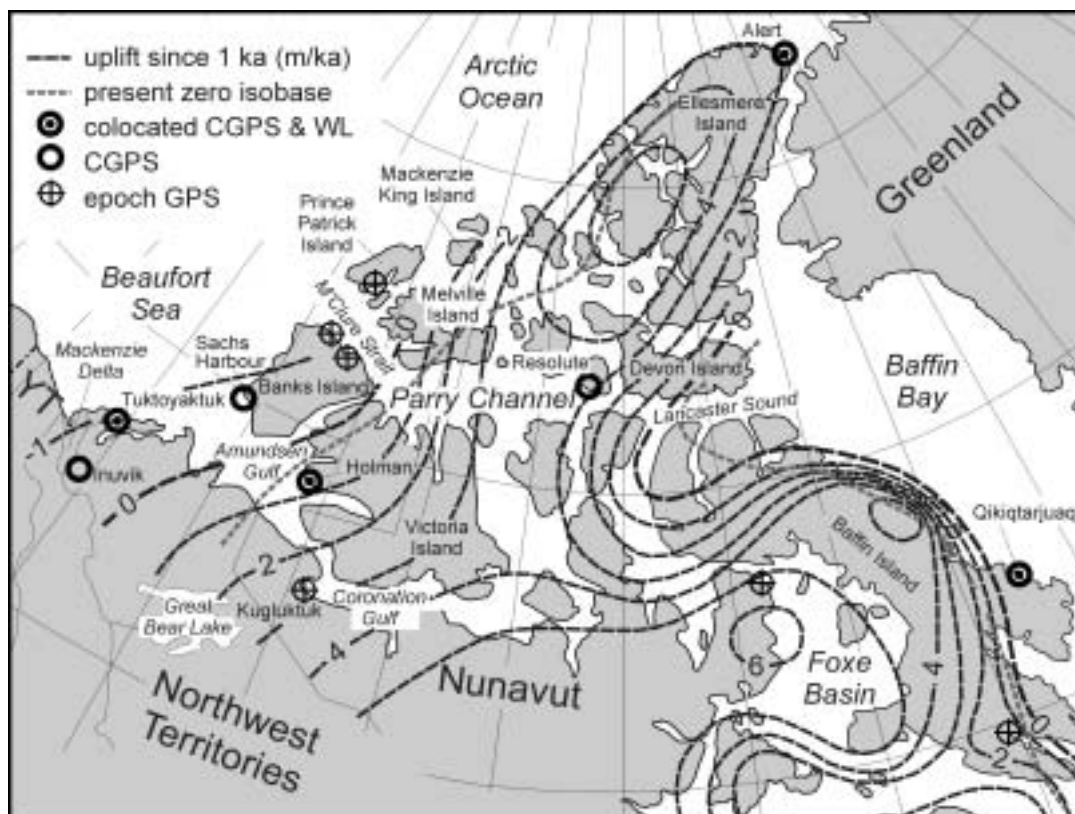 uplift since 1 ka (m/ka)
present zero isobase
colocated CGPS & WL
CGPS
epoch GPS
Arctic
Ocean
Alert
Ellesmere
Island
Greenland
Mackenzie
King Island
Prince
Patrick
Island
Beaufort
Sea
M'Clure Strait
Melville
Island
2
4
2
Mackenzie
Delta
Sachs
Harbour
Tuktoyaktuk
Banks Island
Resolute
Devon Island
Parry Channel
Lancaster Sound
Baffin
Bay
-1
Inuvik
0
Amundsen
Gulf
Holman
Victoria
Island
Qikiqtarjuaq
Baffin Island
2
Great
Bear Lake
Kugluktuk
Coronation
Gulf
4
6
Foxe
Basin
4
0
2
Nunavut
Northwest
Territories